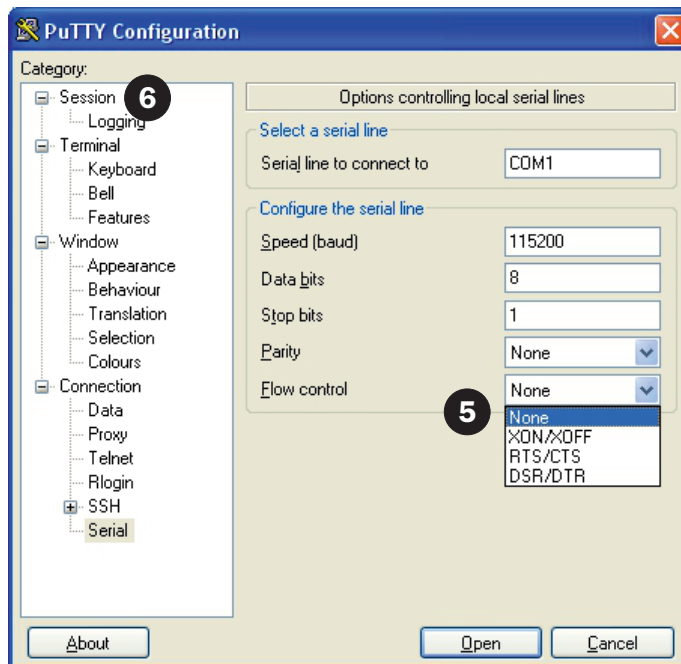 PuTTY Configuration
Category:
Session
6
Logging
Terminal
Keyboard
Bell
Features
Window
Appearance
Behaviour
Translation
Selection
Colours
Connection
Data
Proxy
Telnet
Rlogin
SSH
Serial
Options controlling local serial lines
Select a serial line
Serial line to connect to COM1
Configure the serial line
Speed (baud) 115200
Data bits 8
Stop bits 1
Parity None
Flow control None
5
None
XON/XOFF
RTS/CTS
DSR/DTR
About Open Cancel